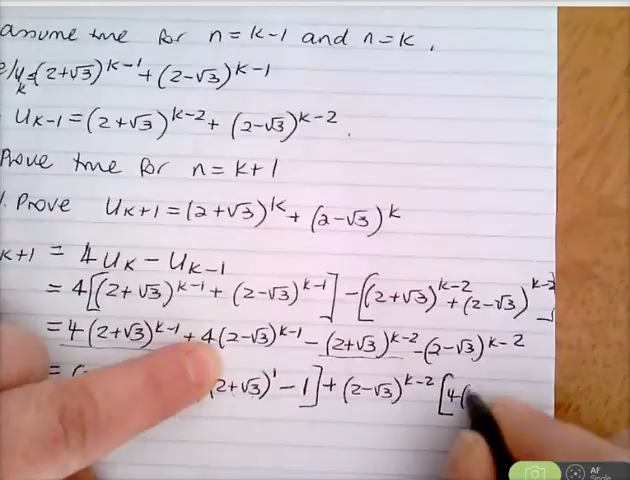 assume true for n = k-1 and n = k,
u_k = (2+√3)^{k-1} + (2-√3)^{k-1}
u_{k-1} = (2+√3)^{k-2} + (2-√3)^{k-2}.
Prove true for n = k+1
. Prove u_{k+1} = (2+√3)^k + (2-√3)^k
k+1 = 4u_k - u_{k-1}
= 4[(2+√3)^{k-1} + (2-√3)^{k-1}] - [(2+√3)^{k-2} + (2-√3)^{k-2}]
= 4(2+√3)^{k-1} + 4(2-√3)^{k-1} - (2+√3)^{k-2} - (2-√3)^{k-2}
= (2+√3)^1 - 1] + (2-√3)^{k-2} [4(
AF
Single